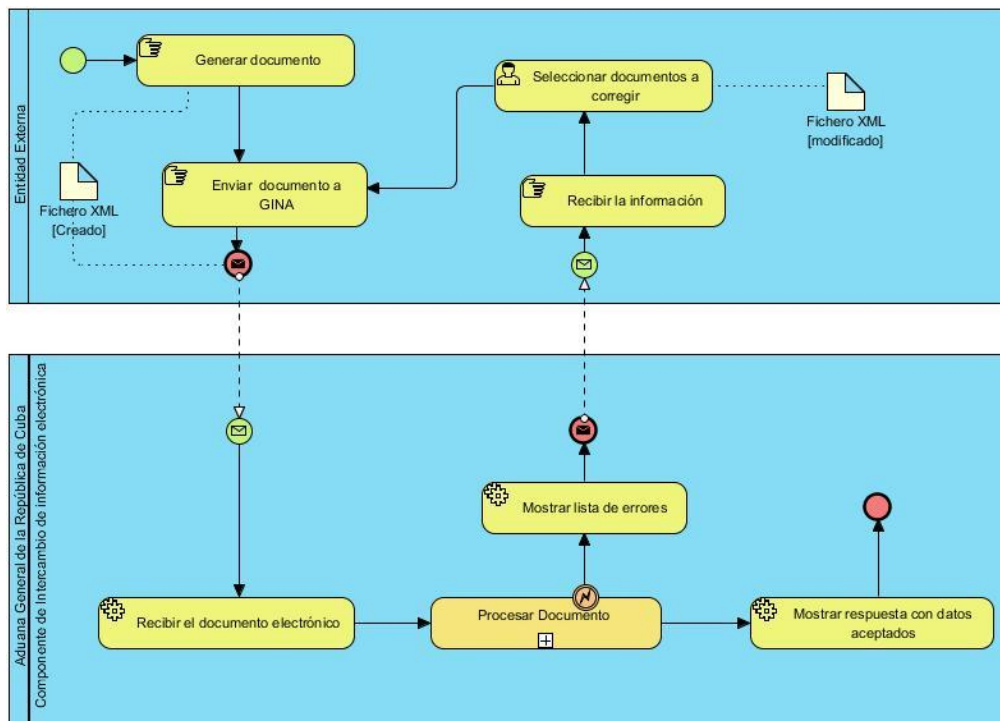 Entidad Externa
Generar documento
Seleccionar documentos a
corregir
Fichero XML
[modificado]
Fichero XML
[Creado]
Enviar documento a
GINA
Recibir la información
Aduana General de la República de Cuba
Componente de Intercambio de información electrónica
Mostrar lista de errores
Recibir el documento electrónico
Procesar Documento
Mostrar respuesta con datos
aceptados